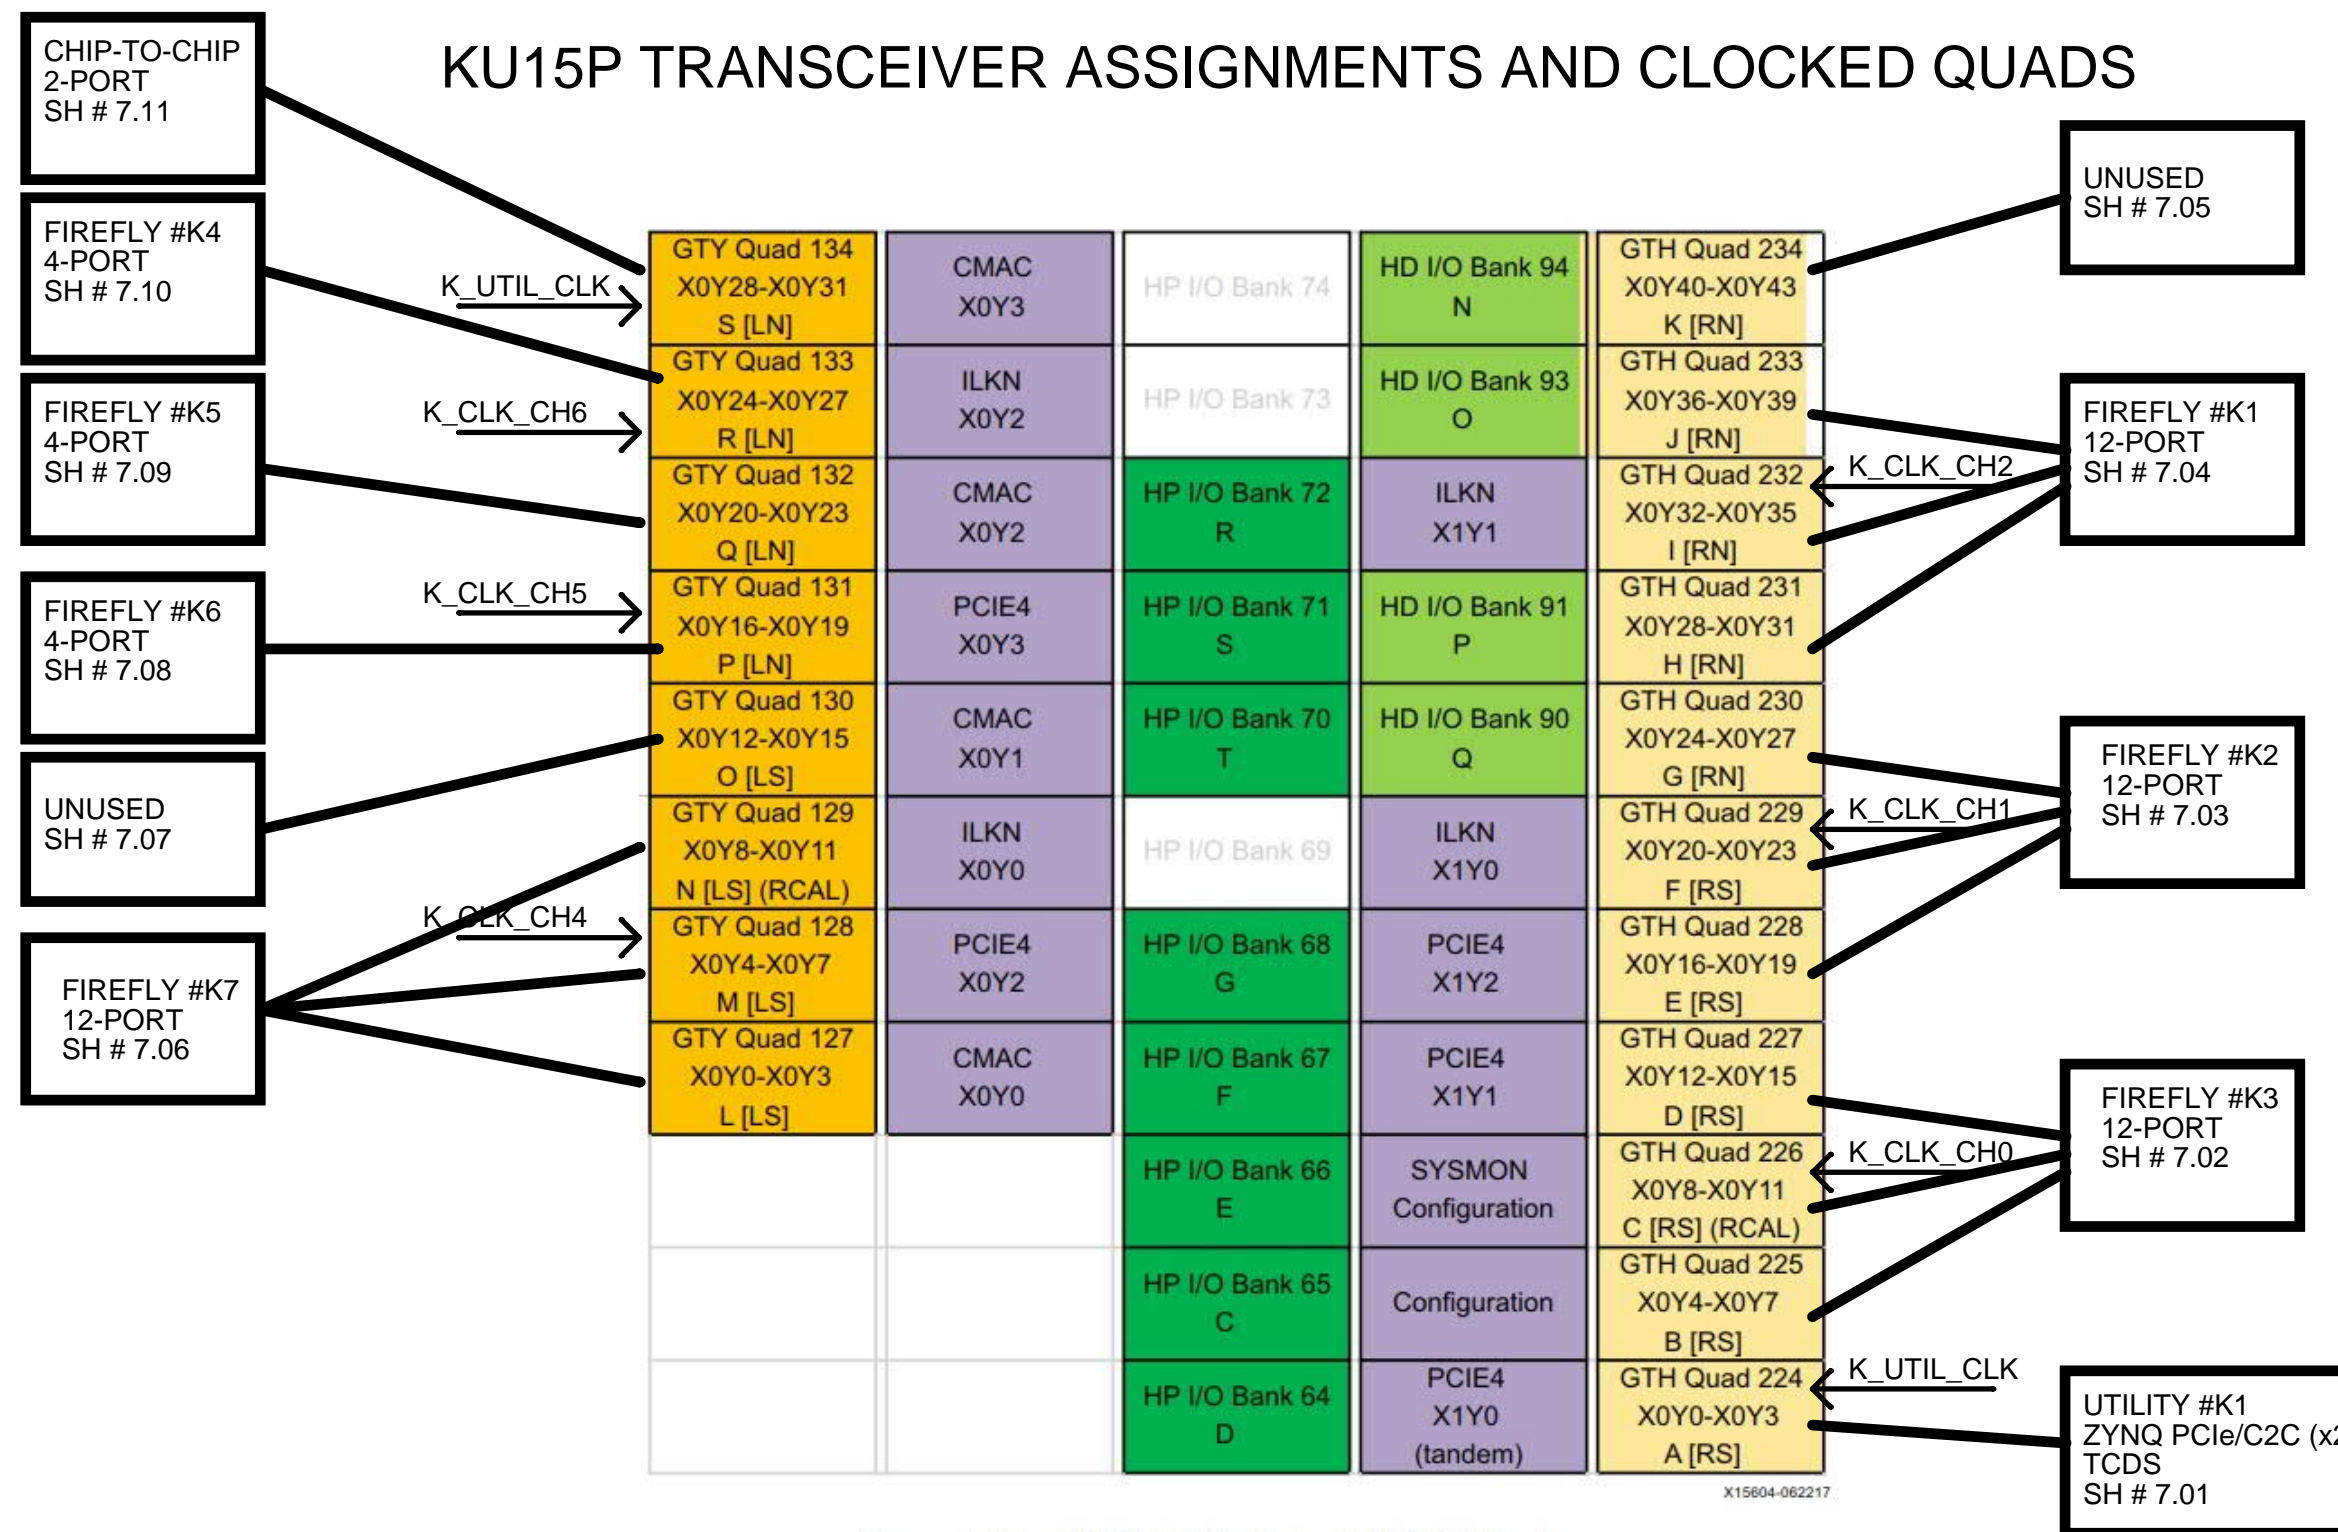 KU15P TRANSCEIVER ASSIGNMENTS AND CLOCKED QUADS
CHIP-TO-CHIP
2-PORT
SH # 7.11
FIREFLY #K4
4-PORT
SH # 7.10
FIREFLY #K5
4-PORT
SH # 7.09
FIREFLY #K6
4-PORT
SH # 7.08
UNUSED
SH # 7.07
FIREFLY #K7
12-PORT
SH # 7.06
K_UTIL_CLK
K_CLK_CH6
K_CLK_CH5
K_CLK_CH4
GTY Quad 134
X0Y28-X0Y31
S [LN]
GTY Quad 133
X0Y24-X0Y27
R [LN]
GTY Quad 132
X0Y20-X0Y23
Q [LN]
GTY Quad 131
X0Y16-X0Y19
P [LN]
GTY Quad 130
X0Y12-X0Y15
O [LS]
GTY Quad 129
X0Y8-X0Y11
N [LS] (RCAL)
GTY Quad 128
X0Y4-X0Y7
M [LS]
GTY Quad 127
X0Y0-X0Y3
L [LS]
CMAC
X0Y3
ILKN
X0Y2
CMAC
X0Y2
PCIE4
X0Y3
CMAC
X0Y1
ILKN
X0Y0
PCIE4
X0Y2
CMAC
X0Y0
HP I/O Bank 74
HP I/O Bank 73
HP I/O Bank 72
R
HP I/O Bank 71
S
HP I/O Bank 70
T
HP I/O Bank 69
HP I/O Bank 68
G
HP I/O Bank 67
F
HP I/O Bank 66
E
HP I/O Bank 65
C
HP I/O Bank 64
D
HD I/O Bank 94
N
HD I/O Bank 93
O
ILKN
X1Y1
HD I/O Bank 91
P
HD I/O Bank 90
Q
ILKN
X1Y0
PCIE4
X1Y2
PCIE4
X1Y1
SYSMON
Configuration
Configuration
PCIE4
X1Y0
(tandem)
GTH Quad 234
X0Y40-X0Y43
K [RN]
GTH Quad 233
X0Y36-X0Y39
J [RN]
GTH Quad 232
X0Y32-X0Y35
I [RN]
GTH Quad 231
X0Y28-X0Y31
H [RN]
GTH Quad 230
X0Y24-X0Y27
G [RN]
GTH Quad 229
X0Y20-X0Y23
F [RS]
GTH Quad 228
X0Y16-X0Y19
E [RS]
GTH Quad 227
X0Y12-X0Y15
D [RS]
GTH Quad 226
X0Y8-X0Y11
C [RS] (RCAL)
GTH Quad 225
X0Y4-X0Y7
B [RS]
GTH Quad 224
X0Y0-X0Y3
A [RS]
X15604-062217
K_CLK_CH2
K_CLK_CH1
K_CLK_CH0
K_UTIL_CLK
UNUSED
SH # 7.05
FIREFLY #K1
12-PORT
SH # 7.04
FIREFLY #K2
12-PORT
SH # 7.03
FIREFLY #K3
12-PORT
SH # 7.02
UTILITY #K1
ZYNQ PCIe/C2C (x2
TCDS
SH # 7.01